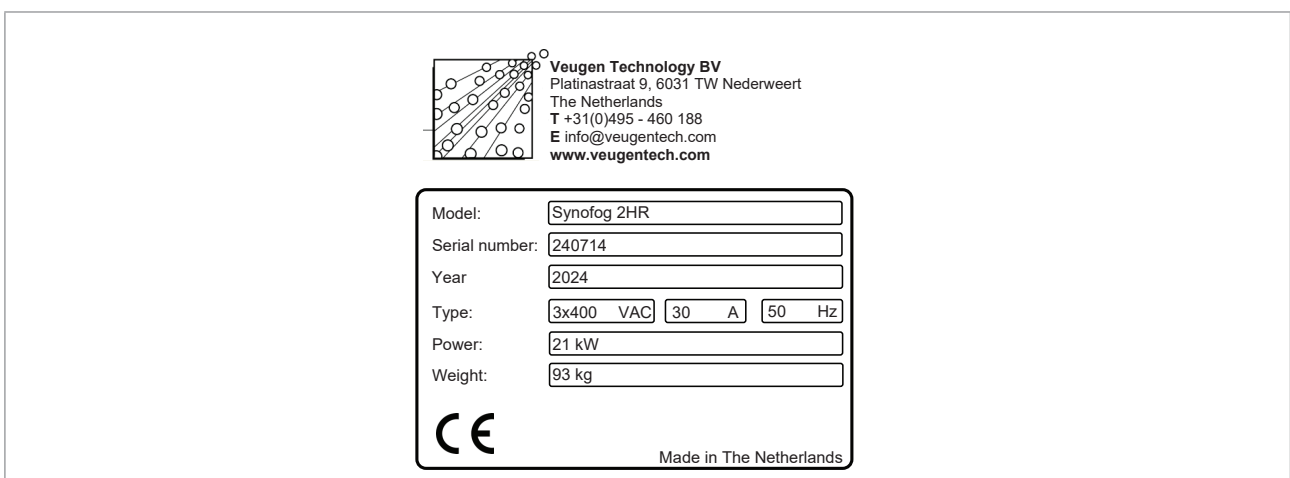 Veugen Technology BV
Platinastraat 9, 6031 TW Nederweert
The Netherlands
T +31(0)495 - 460 188
E info@veugentech.com
www.veugentech.com
Model: Synofog 2HR
Serial number: 240714
Year 2024
Type: 3x400 VAC 30 A 50 Hz
Power: 21 kW
Weight: 93 kg
CE
Made in The Netherlands